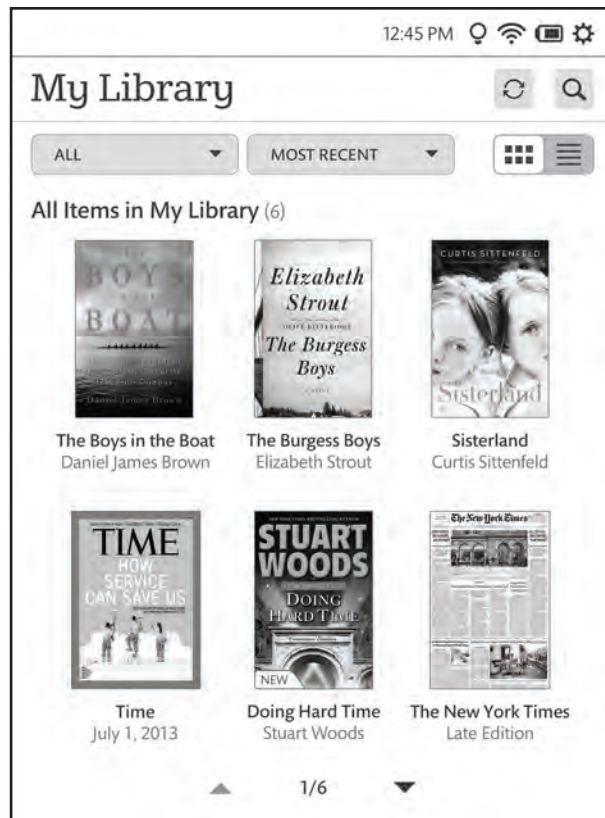 12:45 PM
My Library
ALL
MOST RECENT
All Items in My Library (6)
BOYS
BOAT
Daniel James Brown
Elizabeth
Strout
The Burgess
Boys
CURTIS SITTENFELD
Sisterland
The Boys in the Boat
Daniel James Brown
The Burgess Boys
Elizabeth Strout
Sisterland
Curtis Sittenfeld
TIME
HOW
SERVICE
CAN SAVE US
STUART
WOODS
DOING
HARD TIME
NEW
The New York Times
Time
July 1, 2013
Doing Hard Time
Stuart Woods
The New York Times
Late Edition
1/6